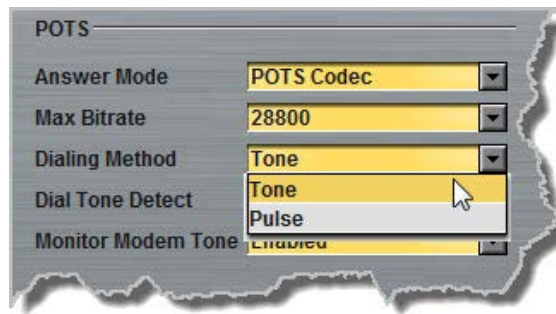 POTS
Answer Mode POTS Codec
Max Bitrate 28800
Dialing Method Tone
Tone
Dial Tone Detect
Pulse
Monitor Modem Tone Enabled